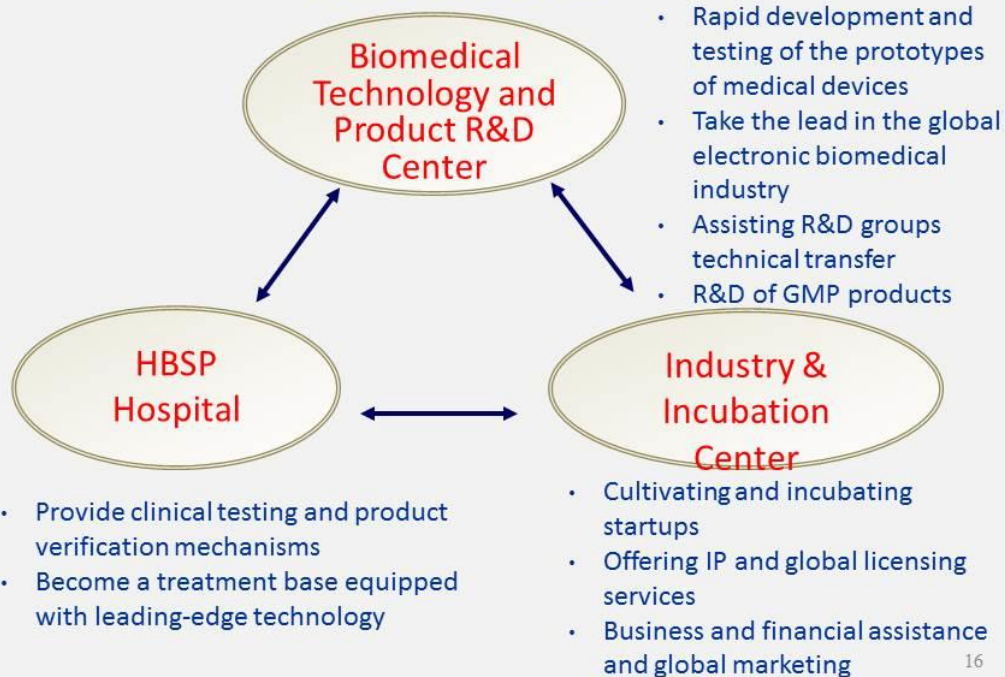 Biomedical
Technology and
Product R&D
Center
• Rapid development and
testing of the prototypes
of medical devices
• Take the lead in the global
electronic biomedical
industry
• Assisting R&D groups
technical transfer
• R&D of GMP products
HBSP
Hospital
• Provide clinical testing and product
verification mechanisms
• Become a treatment base equipped
with leading-edge technology
Industry &
Incubation
Center
• Cultivating and incubating
startups
• Offering IP and global licensing
services
• Business and financial assistance
and global marketing
16